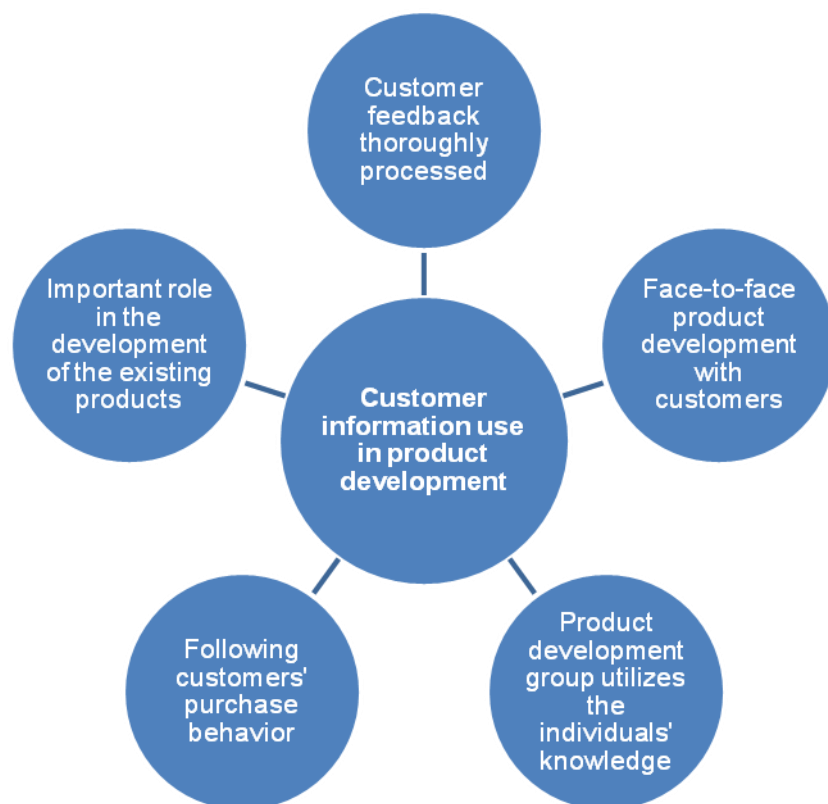 Customer
feedback
thoroughly
processed
Important role
in the
development
of the existing
products
Face-to-face
product
development
with
customers
Customer
information use
in product
development
Following
customers'
purchase
behavior
Product
development
group utilizes
the
individuals'
knowledge